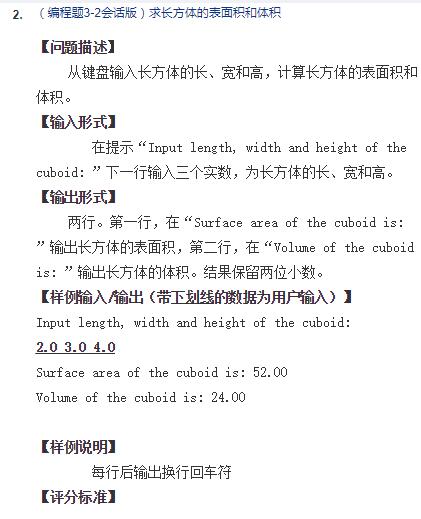 2. （编程题3-2会话版）求长方体的表面积和体积
【问题描述】
从键盘输入长方体的长、宽和高，计算长方体的表面积和
体积。
【输入形式】
在提示“Input length, width and height of the
cuboid: ”下一行输入三个实数，为长方体的长、宽和高。
【输出形式】
两行。第一行，在“Surface area of the cuboid is:
”输出长方体的表面积，第二行，在“Volume of the cuboid
is: ”输出长方体的体积。结果保留两位小数。
【样例输入/输出（带下划线的数据为用户输入）】
Input length, width and height of the cuboid:
2.0 3.0 4.0
Surface area of the cuboid is: 52.00
Volume of the cuboid is: 24.00
【样例说明】
每行后输出换行回车符
【评分标准】